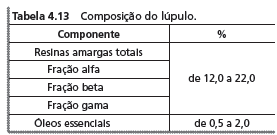 Tabela 4.13 Composição do lúpulo.
Componente %
Resinas amargas totais
Fração alfa
Fração beta
Fração gama
de 12,0 a 22,0
Óleos essenciais de 0,5 a 2,0